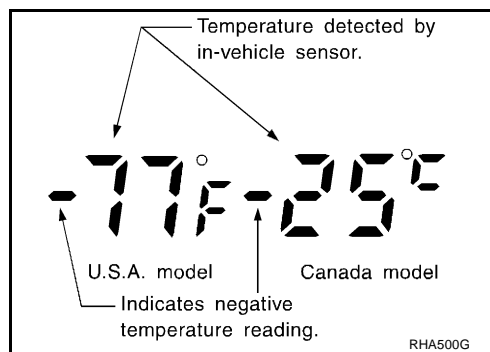 Temperature detected by
in-vehicle sensor.
-77°F -25°C
U.S.A. model Canada model
Indicates negative
temperature reading.
RHA500G